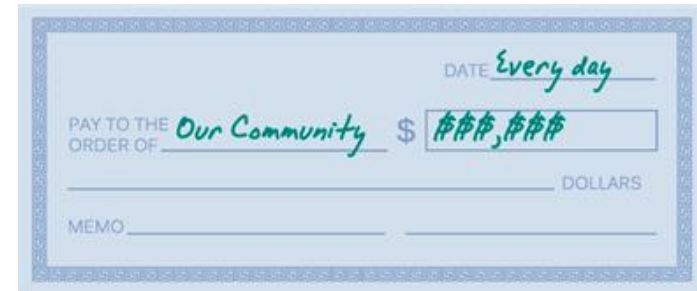 DATE Every day
PAY TO THE
ORDER OF Our Community $ $$$,$$$
DOLLARS
MEMO